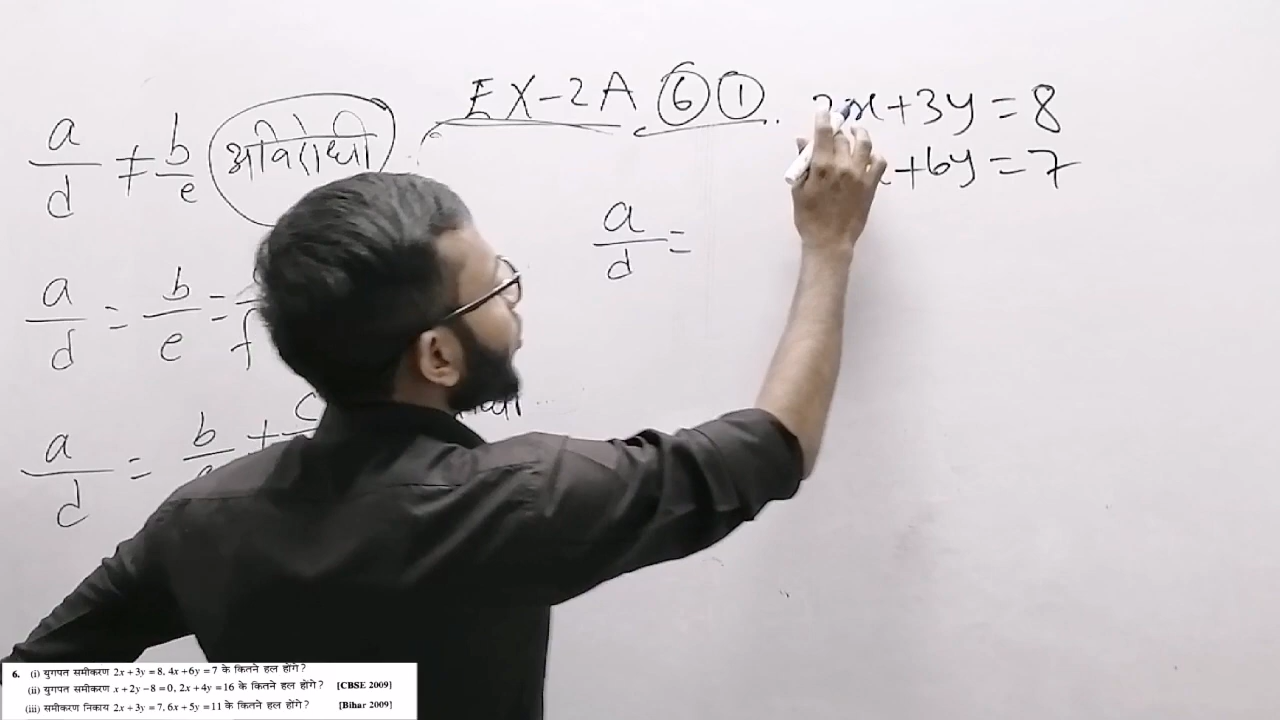 EX-2A 6 1 . 2x+3y=8
x+6y=7
a/d ≠ b/e अविरोधी
a/d =
a/d = b/e = f
a/d = b ≠ c
6. (i) युगपत समीकरण 2x+3y=8, 4x+6y=7 के कितने हल होंगे?
(ii) युगपत समीकरण x+2y−8=0, 2x+4y=16 के कितने हल होंगे? [CBSE 2009]
(iii) समीकरण निकाय 2x+3y=7, 6x+5y=11 के कितने हल होंगे? [Bihar 2009]